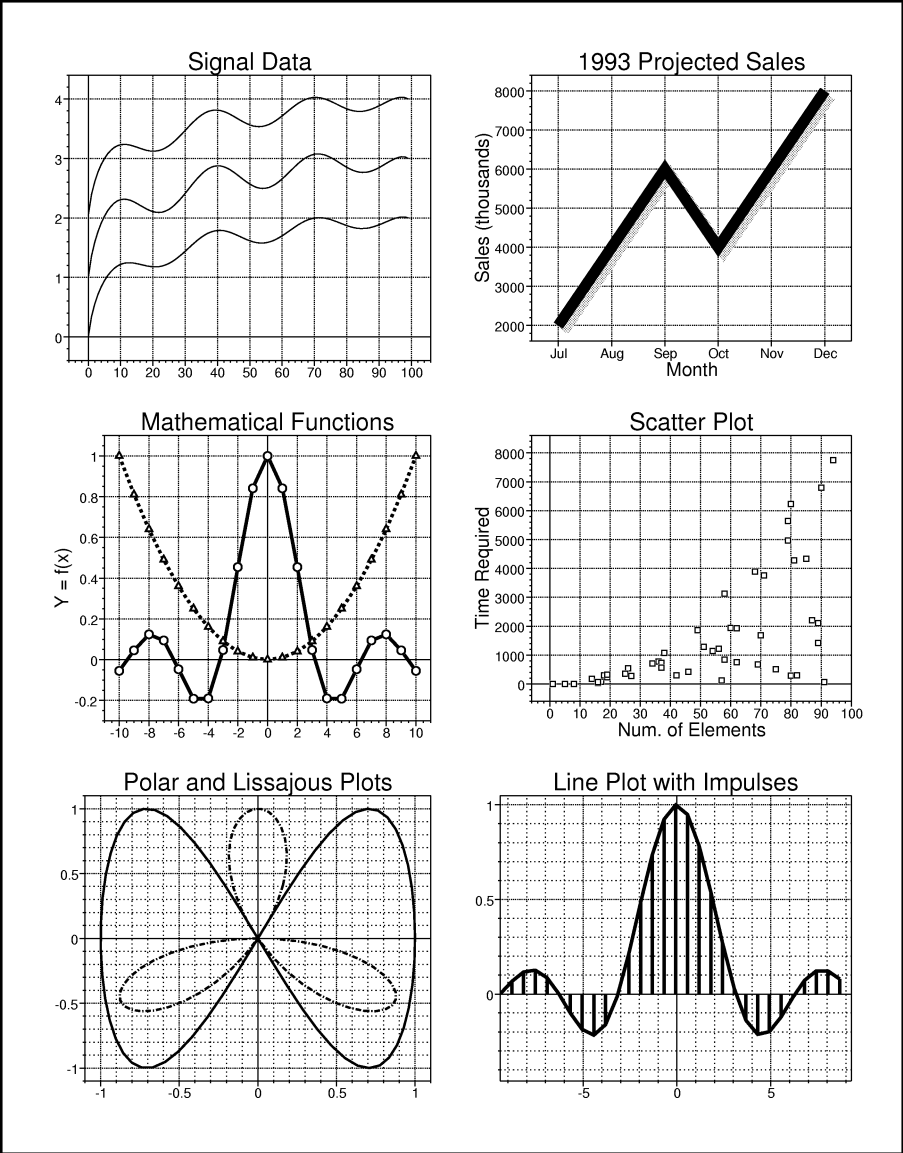 Signal Data
4
3
2
1
0
0 10 20 30 40 50 60 70 80 90 100
1993 Projected Sales
Sales (thousands)
8000
7000
6000
5000
4000
3000
2000
Jul Aug Sep Oct Nov Dec
Month
Mathematical Functions
Y = f(x)
1
0.8
0.6
0.4
0.2
0
-0.2
-10 -8 -6 -4 -2 0 2 4 6 8 10
Scatter Plot
Time Required
8000
7000
6000
5000
4000
3000
2000
1000
0
0 10 20 30 40 50 60 70 80 90 100
Num. of Elements
Polar and Lissajous Plots
1
0.5
0
-0.5
-1
-1 -0.5 0 0.5 1
Line Plot with Impulses
1
0.5
0
-5 0 5